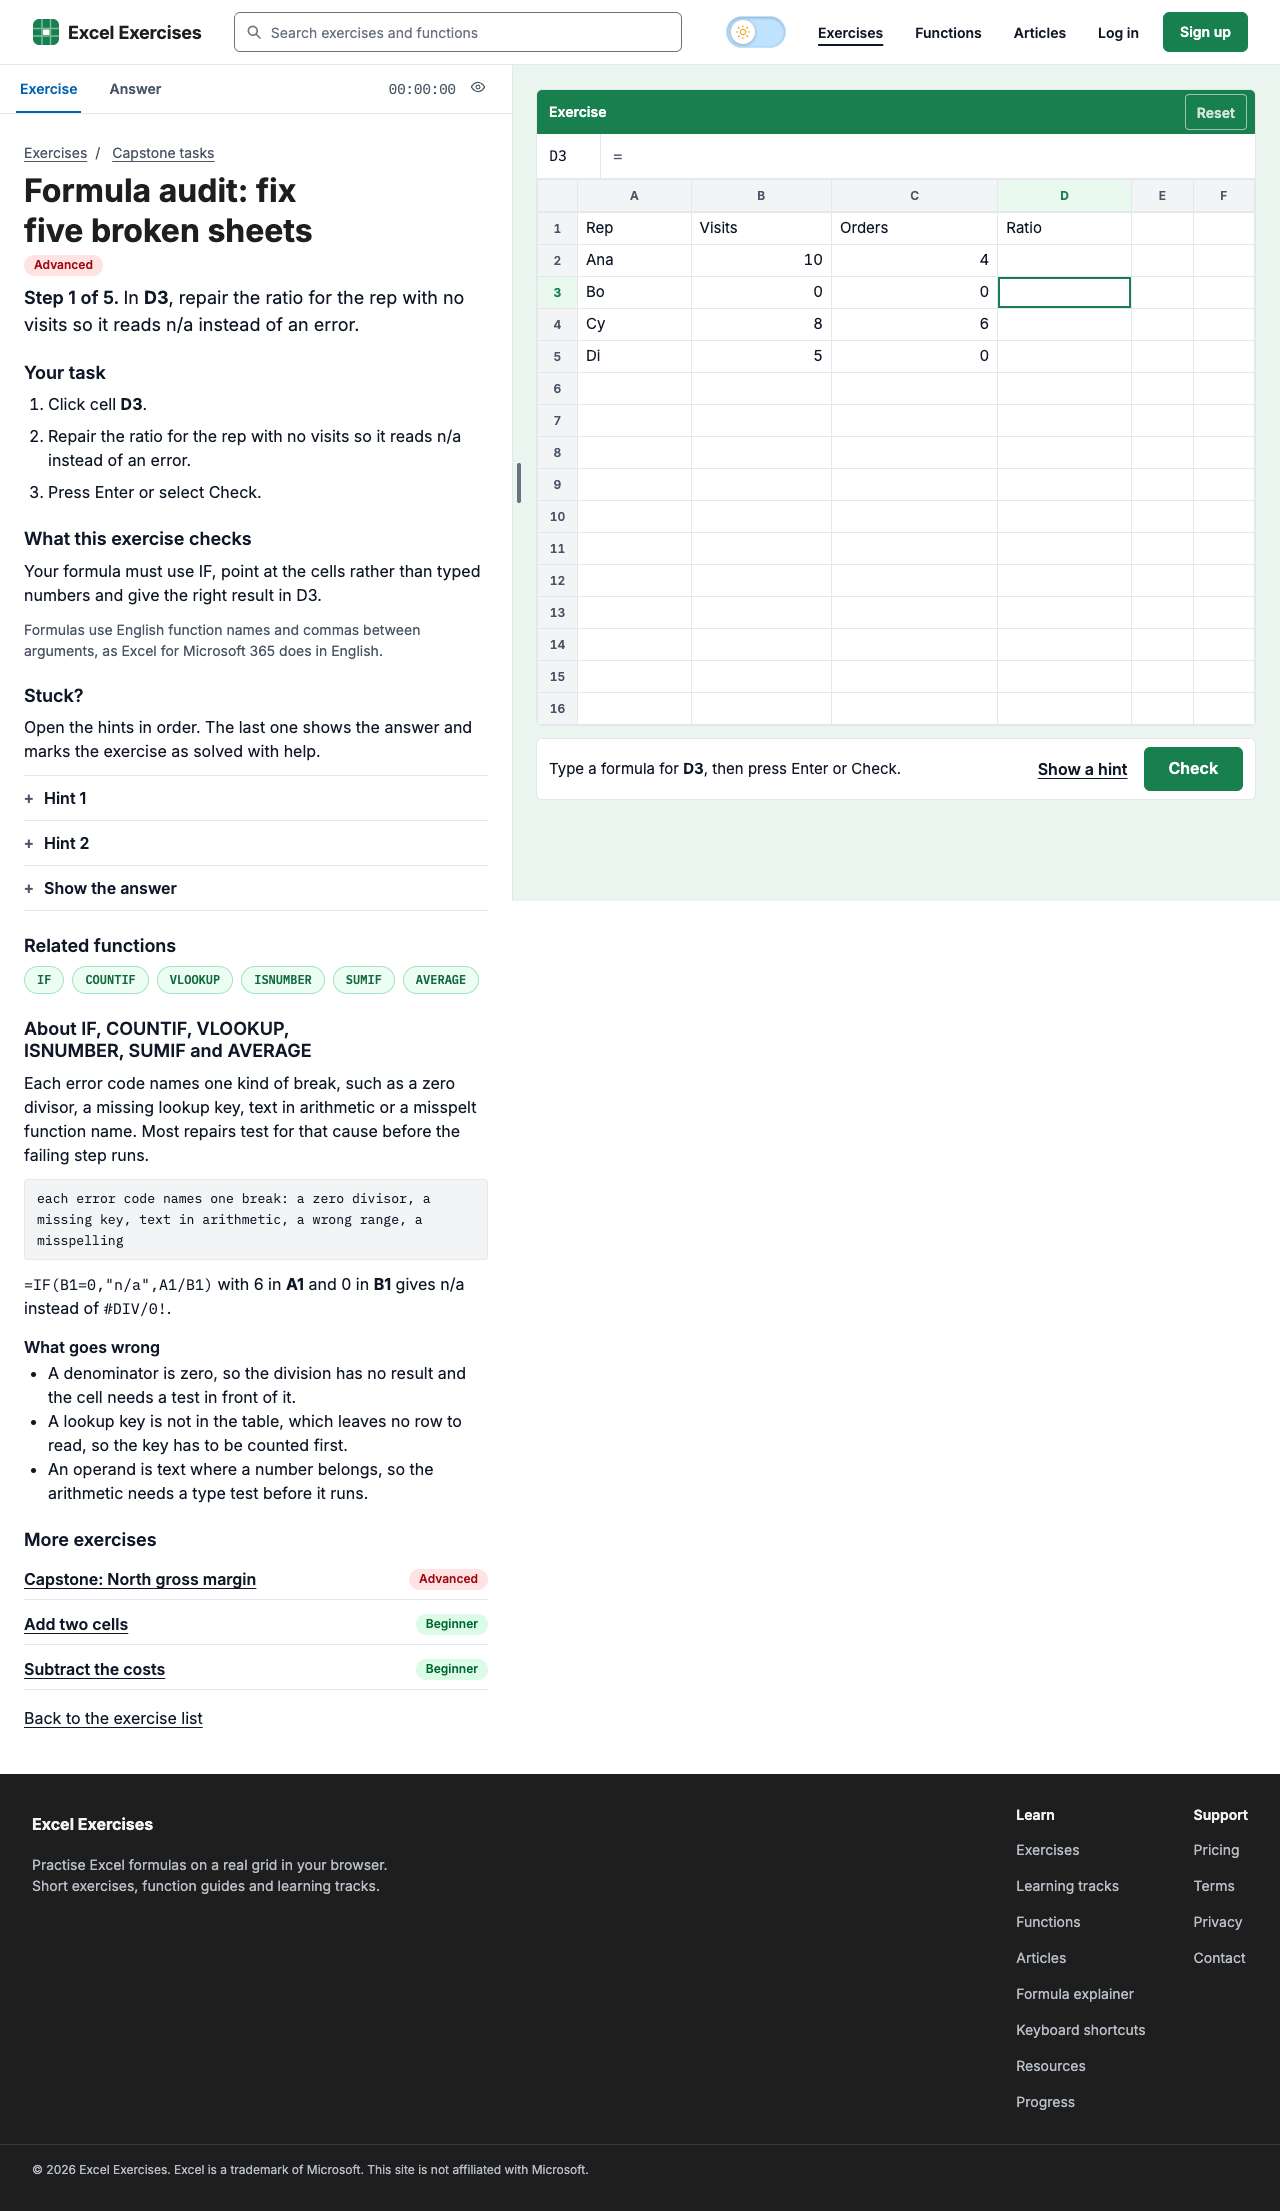 Excel Exercises
Search exercises and functions
Exercises
Functions
Articles
Log in
Sign up
Exercise
Answer
00:00:00
Exercises / Capstone tasks
Formula audit: fix
five broken sheets
Advanced
Step 1 of 5. In D3, repair the ratio for the rep with no
visits so it reads n/a instead of an error.
Your task
1. Click cell D3.
2. Repair the ratio for the rep with no visits so it reads n/a
instead of an error.
3. Press Enter or select Check.
What this exercise checks
Your formula must use IF, point at the cells rather than typed
numbers and give the right result in D3.
Formulas use English function names and commas between
arguments, as Excel for Microsoft 365 does in English.
Stuck?
Open the hints in order. The last one shows the answer and
marks the exercise as solved with help.
+ Hint 1
+ Hint 2
+ Show the answer
Related functions
IF COUNTIF VLOOKUP ISNUMBER SUMIF AVERAGE
About IF, COUNTIF, VLOOKUP,
ISNUMBER, SUMIF and AVERAGE
Each error code names one kind of break, such as a zero
divisor, a missing lookup key, text in arithmetic or a misspelt
function name. Most repairs test for that cause before the
failing step runs.
each error code names one break: a zero divisor, a
missing key, text in arithmetic, a wrong range, a
misspelling
=IF(B1=0,"n/a",A1/B1) with 6 in A1 and 0 in B1 gives n/a
instead of #DIV/0!.
What goes wrong
• A denominator is zero, so the division has no result and
the cell needs a test in front of it.
• A lookup key is not in the table, which leaves no row to
read, so the key has to be counted first.
• An operand is text where a number belongs, so the
arithmetic needs a type test before it runs.
More exercises
Capstone: North gross margin Advanced
Add two cells Beginner
Subtract the costs Beginner
Back to the exercise list
Exercise
Reset
D3 =
A B C D E F
1 Rep Visits Orders Ratio
2 Ana 10 4
3 Bo 0 0
4 Cy 8 6
5 Di 5 0
6
7
8
9
10
11
12
13
14
15
16
Type a formula for D3, then press Enter or Check.
Show a hint
Check
Excel Exercises
Practise Excel formulas on a real grid in your browser.
Short exercises, function guides and learning tracks.
Learn
Exercises
Learning tracks
Functions
Articles
Formula explainer
Keyboard shortcuts
Resources
Progress
Support
Pricing
Terms
Privacy
Contact
© 2026 Excel Exercises. Excel is a trademark of Microsoft. This site is not affiliated with Microsoft.